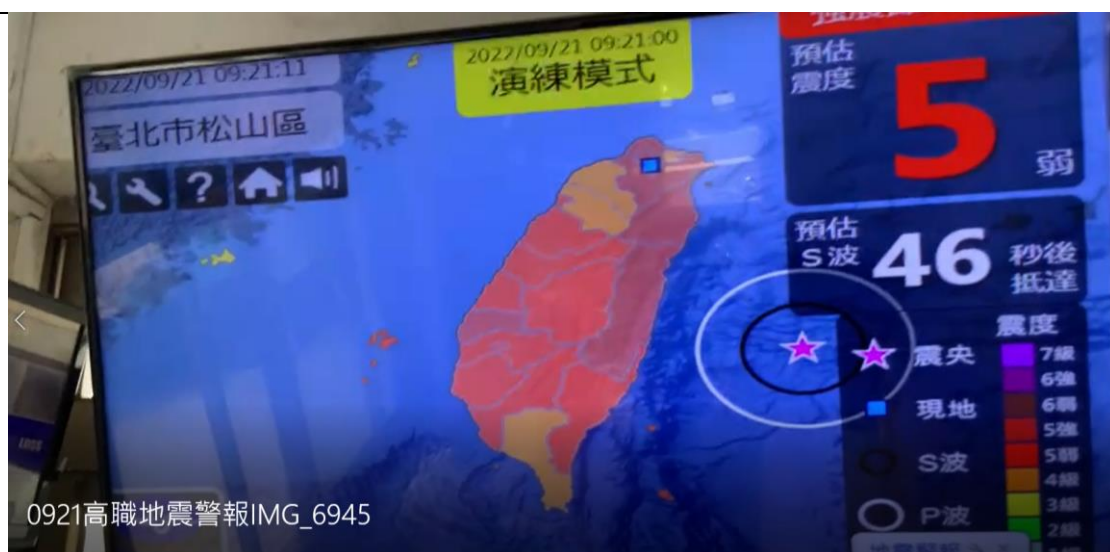 2022/09/21 09:21:11
臺北市松山區
2022/09/21 09:21:00
演練模式
預估
震度
5
弱
預估
S波
46
秒後
抵達
震度
震央
現地
S波
P波
7級
6強
6弱
5強
5弱
4級
3級
2級
0921高職地震警報IMG_6945